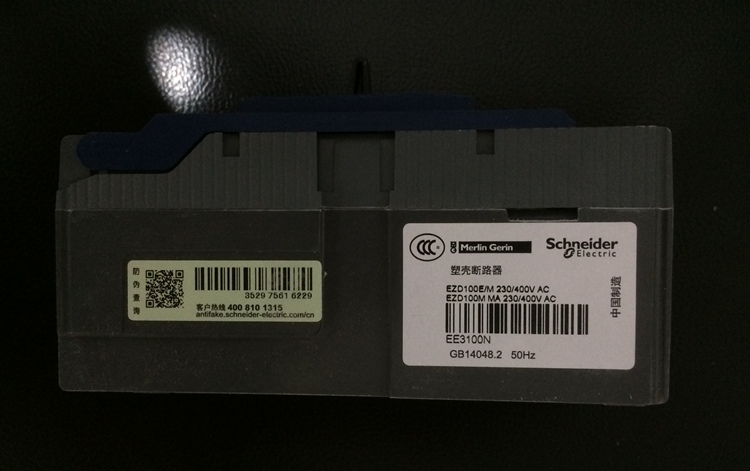 防伪查询
3529 7561 6229
客户热线 400 810 1315
antifake.schneider-electric.com/cn
CCC
Merlin Gerin
Schneider
Electric
塑壳断路器
EZD100E/M 230/400V AC
EZD100M MA 230/400V AC
EE3100N
GB14048.2 50Hz
中国制造